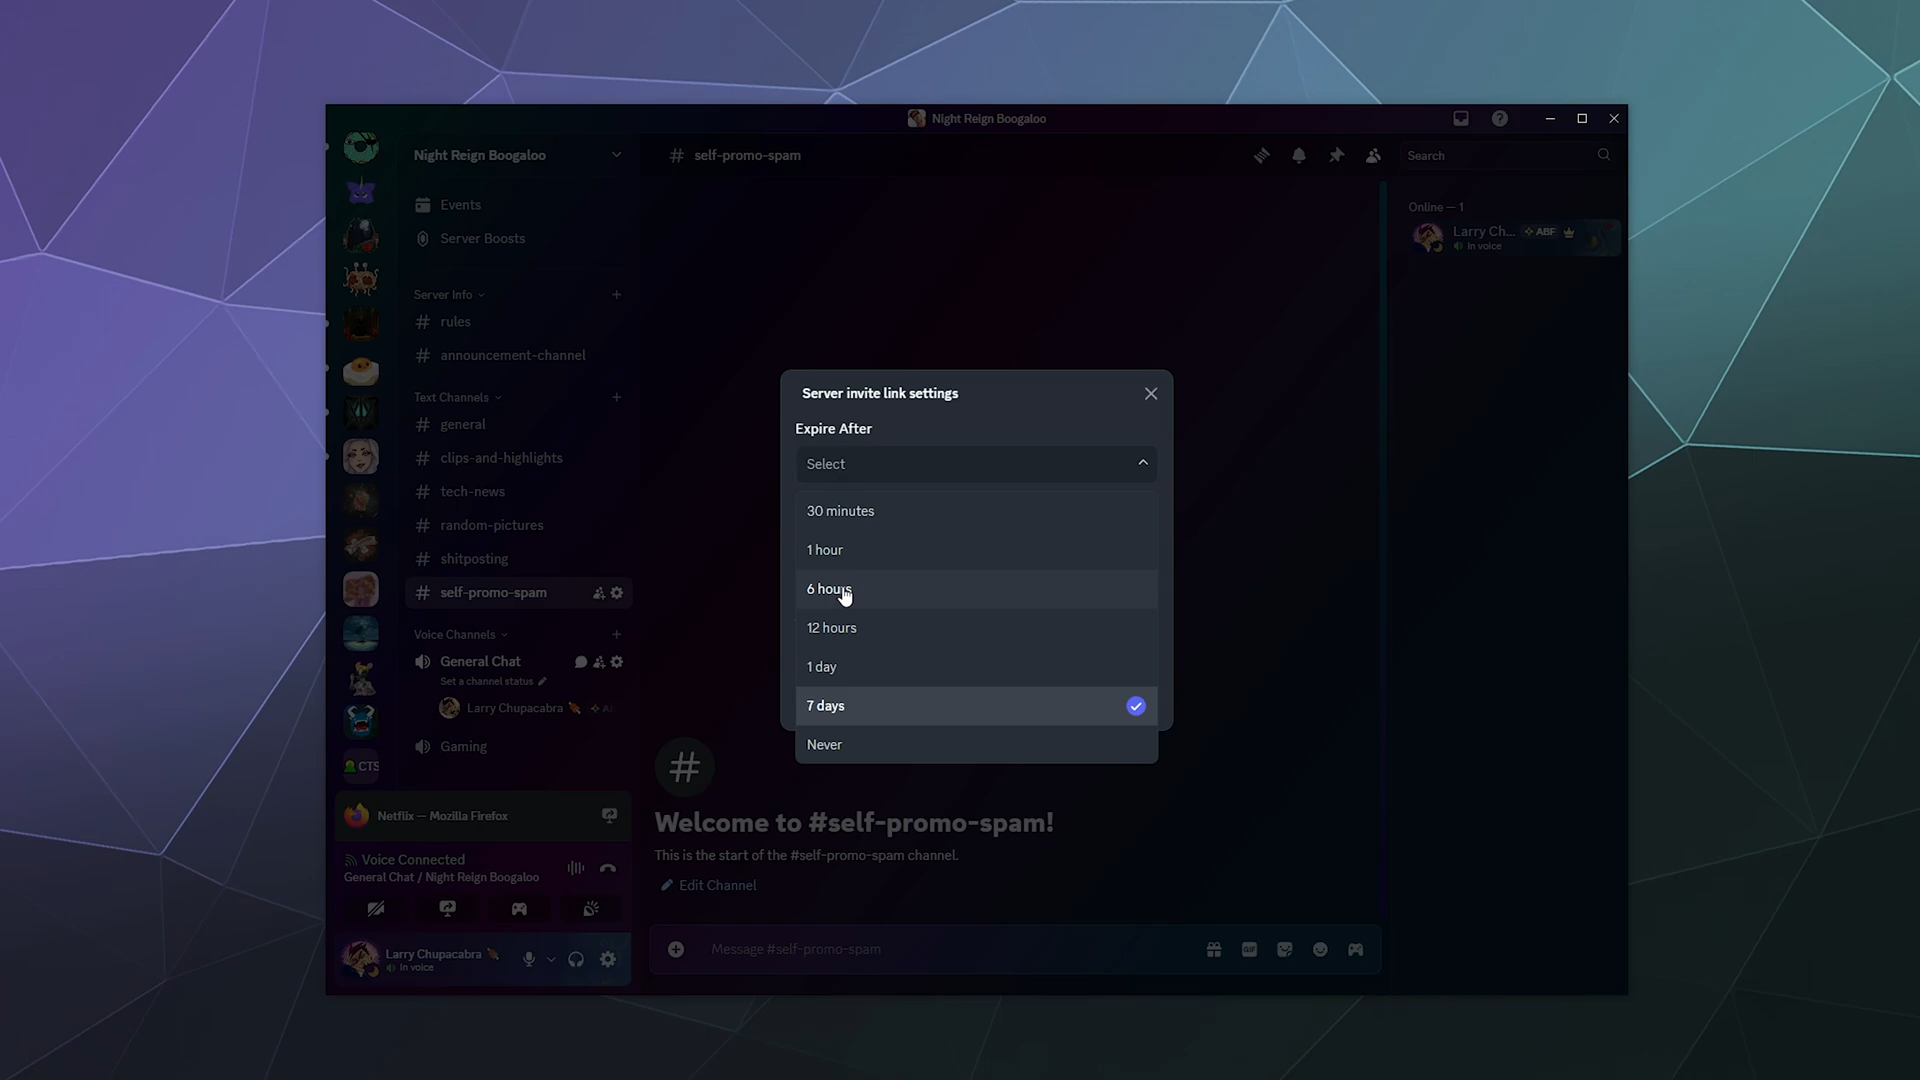 Night Reign Boogaloo
Night Reign Boogaloo
# self-promo-spam
Search
Events
Server Boosts
Server Info
# rules
# announcement-channel
Text Channels
# general
# clips-and-highlights
# tech-news
# random-pictures
# shitposting
# self-promo-spam
Voice Channels
General Chat
Set a channel status
Larry Chupacabra
Gaming
CTS
Netflix — Mozilla Firefox
Voice Connected
General Chat / Night Reign Boogaloo
Larry Chupacabra
In voice
Server invite link settings
Expire After
Select
30 minutes
1 hour
6 hours
12 hours
1 day
7 days
Never
#
Welcome to #self-promo-spam!
This is the start of the #self-promo-spam channel.
Edit Channel
Message #self-promo-spam
GIF
Online — 1
Larry Ch... ABF
In voice